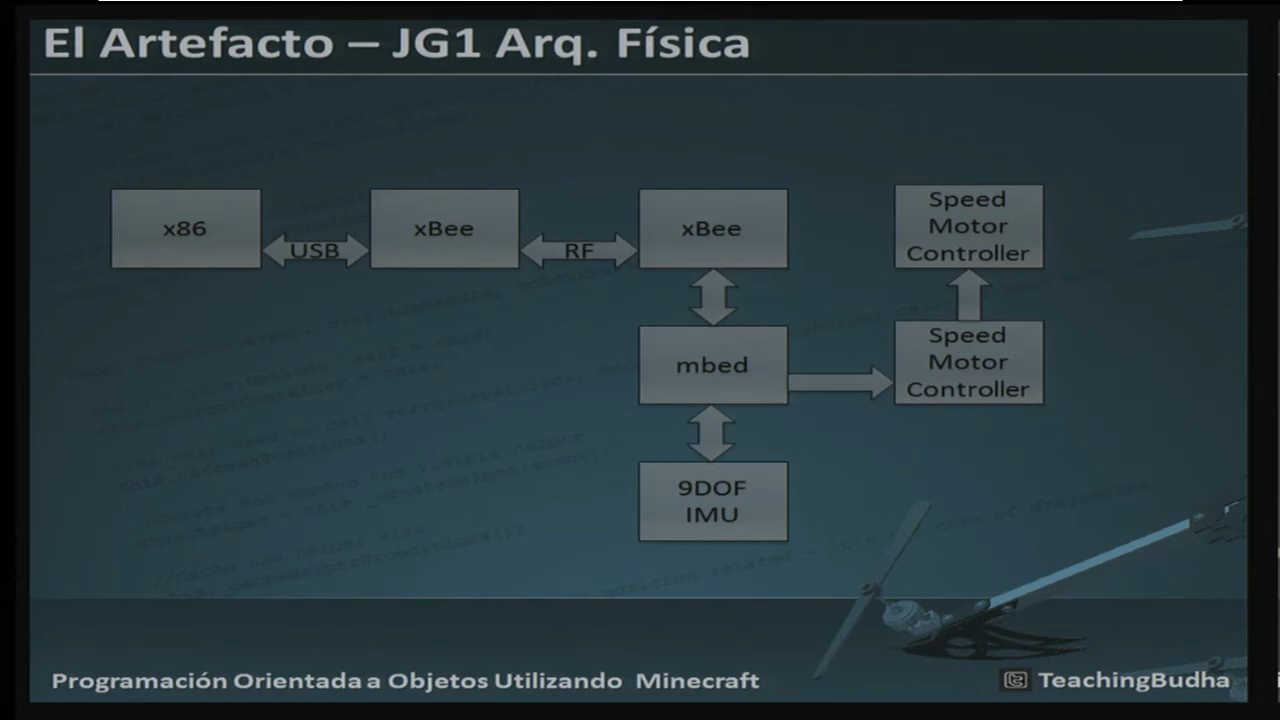 El Artefacto – JG1 Arq. Física
x86
USB
xBee
RF
xBee
Speed
Motor
Controller
mbed
Speed
Motor
Controller
9DOF
IMU
Programación Orientada a Objetos Utilizando Minecraft
TeachingBudha